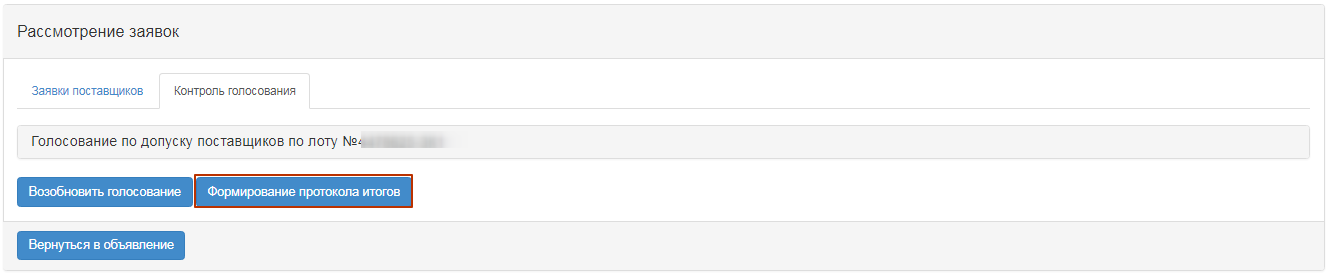 Рассмотрение заявок
Заявки поставщиков
Контроль голосования
Голосование по допуску поставщиков по лоту
Возобновить голосование
Формирование протокола итогов
Вернуться в объявление